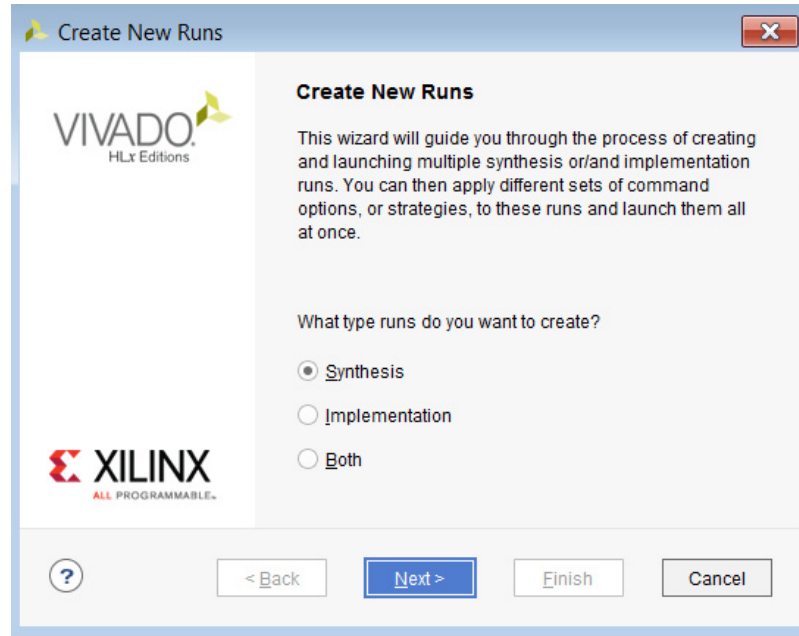 Create New Runs
VIVADO.
HLx Editions
Create New Runs
This wizard will guide you through the process of creating
and launching multiple synthesis or/and implementation
runs. You can then apply different sets of command
options, or strategies, to these runs and launch them all
at once.
What type runs do you want to create?
Synthesis
Implementation
Both
XILINX
ALL PROGRAMMABLE™
?
< Back
Next >
Finish
Cancel